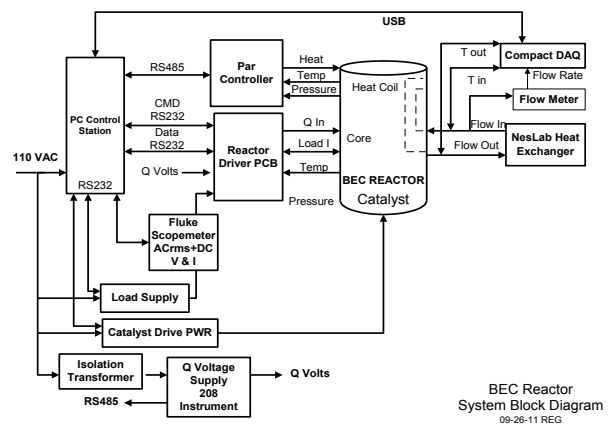 USB
RS485
Par
Controller
Heat
Temp
Pressure
Heat Coil
T out
Compact DAQ
T in
Flow Rate
Flow Meter
PC Control
Station
CMD
RS232
Data
RS232
Q Volts
Reactor
Driver PCB
Q In
Load I
Temp
Core
BEC REACTOR
Catalyst
Flow In
Flow Out
NesLab Heat
Exchanger
110 VAC
RS232
Pressure
Fluke
Scopemeter
ACrms+DC
V & I
Load Supply
Catalyst Drive PWR
Isolation
Transformer
Q Voltage
Supply
208
Instrument
Q Volts
RS485
BEC Reactor
System Block Diagram
09-26-11 REG